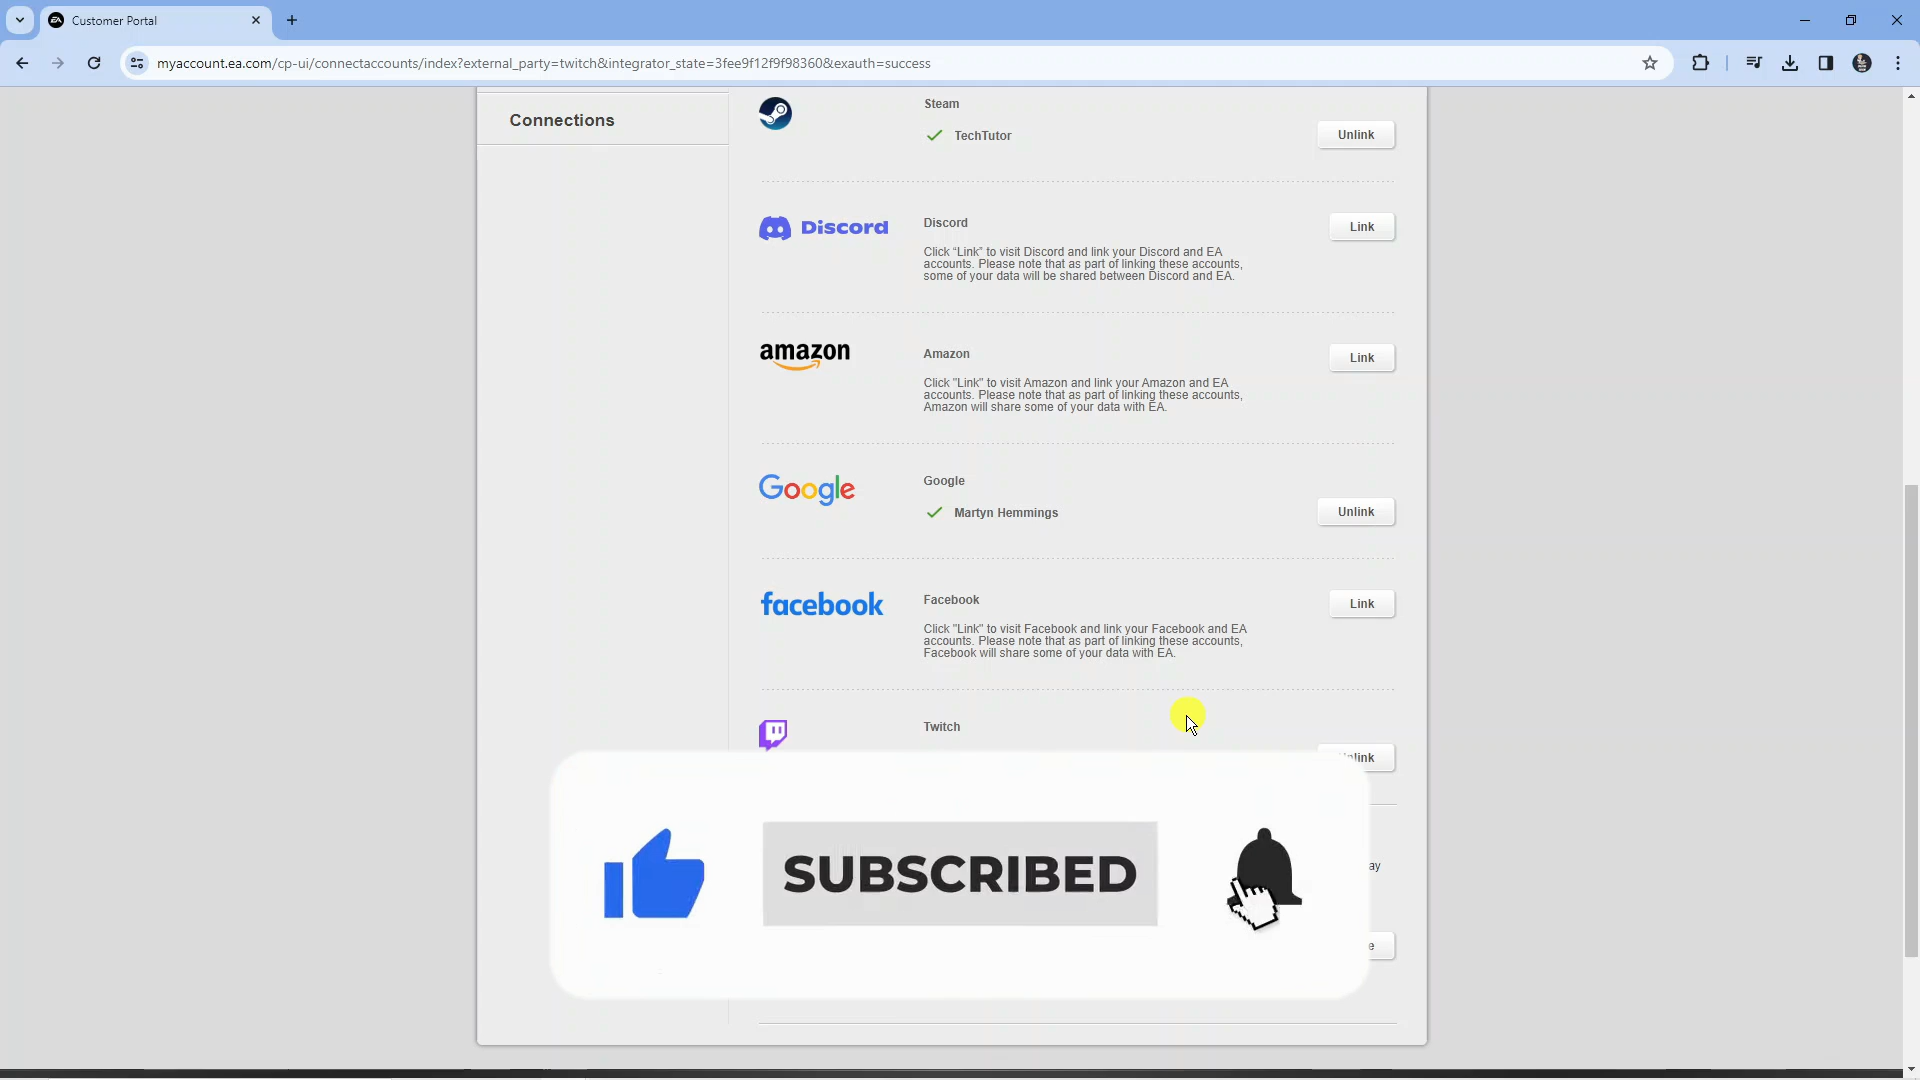 Customer Portal
myaccount.ea.com/cp-ui/connectaccounts/index?external_party=twitch&integrator_state=3fee9f12f9f98360&exauth=success
Connections
Steam
TechTutor
Unlink
Discord
Discord
Click “Link” to visit Discord and link your Discord and EA
accounts. Please note that as part of linking these accounts,
some of your data will be shared between Discord and EA.
Link
amazon
Amazon
Click "Link" to visit Amazon and link your Amazon and EA
accounts. Please note that as part of linking these accounts,
Amazon will share some of your data with EA.
Link
Google
Google
Martyn Hemmings
Unlink
facebook
Facebook
Click "Link" to visit Facebook and link your Facebook and EA
accounts. Please note that as part of linking these accounts,
Facebook will share some of your data with EA.
Link
Twitch
SUBSCRIBED